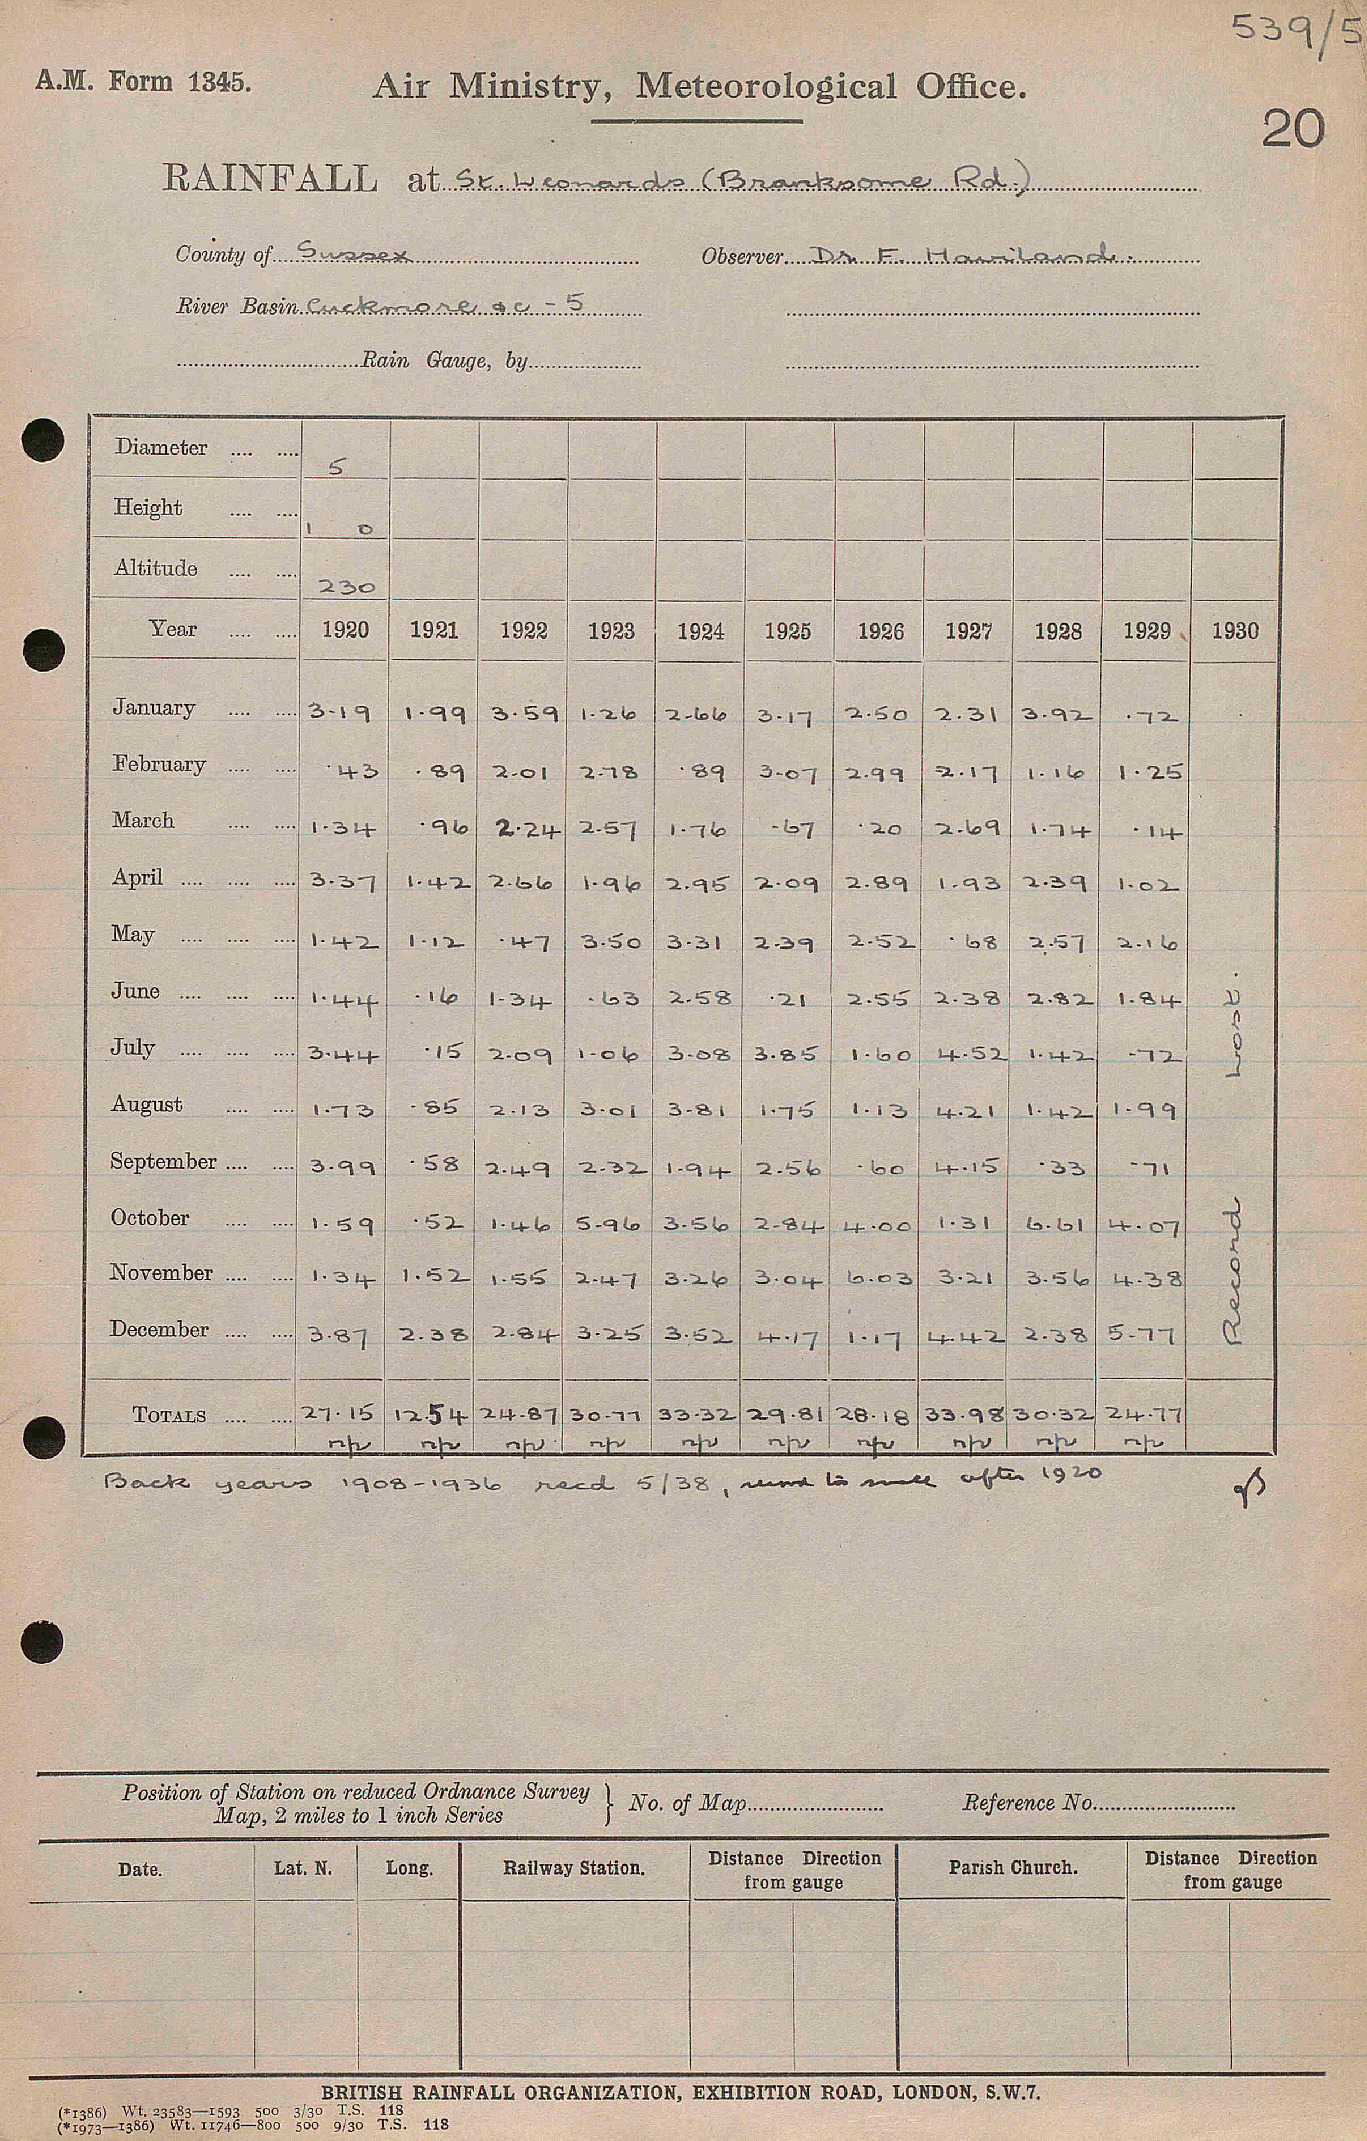 539/5
A.M. Form 1345.
Air Ministry, Meteorological Office.
20
RAINFALL at St. Leonards (Branksome Rd.)
County of Sussex Observer Dr F. Haviland.
River Basin Cuckmere &c - 5
Rain Gauge, by
Diameter .... .... 5
Height .... .... 1 0
Altitude .... .... 230
Year .... .... 1920 1921 1922 1923 1924 1925 1926 1927 1928 1929 1930
January .... .... 3.19 1.99 3.59 1.26 2.66 3.17 2.50 2.31 3.92 .72
February .... .... .43 .89 2.01 2.78 .89 3.07 2.99 2.17 1.16 1.25
March .... .... 1.34 .96 2.24 2.57 1.76 .67 .20 2.69 1.74 .14
April .... .... .... 3.37 1.42 2.66 1.96 2.95 2.09 2.89 1.93 2.39 1.02
May .... .... .... 1.42 1.12 .47 3.50 3.31 2.39 2.52 .68 2.57 2.16
June .... .... .... 1.44 .16 1.34 .63 2.58 .21 2.55 2.38 2.82 1.84
July .... .... .... 3.44 .15 2.09 1.06 3.08 3.85 1.60 4.52 1.42 .72
August .... .... 1.73 .85 2.13 3.01 3.81 1.75 1.13 4.21 1.42 1.99
September .... .... 3.99 .58 2.49 2.32 1.94 2.56 .60 4.15 .33 .71
October .... .... 1.59 .52 1.46 5.96 3.56 2.84 4.00 1.31 6.61 4.07
November .... .... 1.34 1.52 1.55 2.47 3.26 3.04 6.03 3.21 3.56 4.38
December .... .... 3.87 2.38 2.84 3.25 3.52 4.17 1.17 4.42 2.38 5.77
Record Lost.
TOTALS .... .... 27.15 12.54 24.87 30.77 33.32 29.81 28.18 33.98 30.32 24.77
Back years 1908-1936 recd 5/38, after 1920
Position of Station on reduced Ordnance Survey
Map, 2 miles to 1 inch Series
No. of Map
Reference No.
Date. Lat. N. Long. Railway Station. Distance Direction from gauge Parish Church. Distance Direction from gauge
BRITISH RAINFALL ORGANIZATION, EXHIBITION ROAD, LONDON, S.W.7.
(*1386) Wt. 23583—1593 500 3/30 T.S. 118
(*1973—1386) Wt. 11746—800 500 9/30 T.S. 118